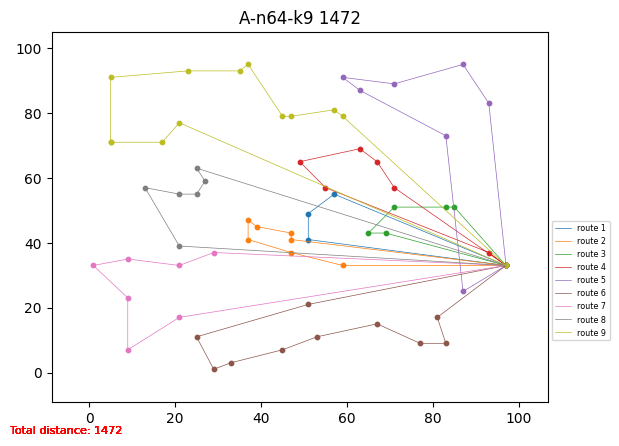 A-n64-k9 1472
100
80
60
40
20
0
0 20 40 60 80 100
route 1
route 2
route 3
route 4
route 5
route 6
route 7
route 8
route 9
Total distance: 1472